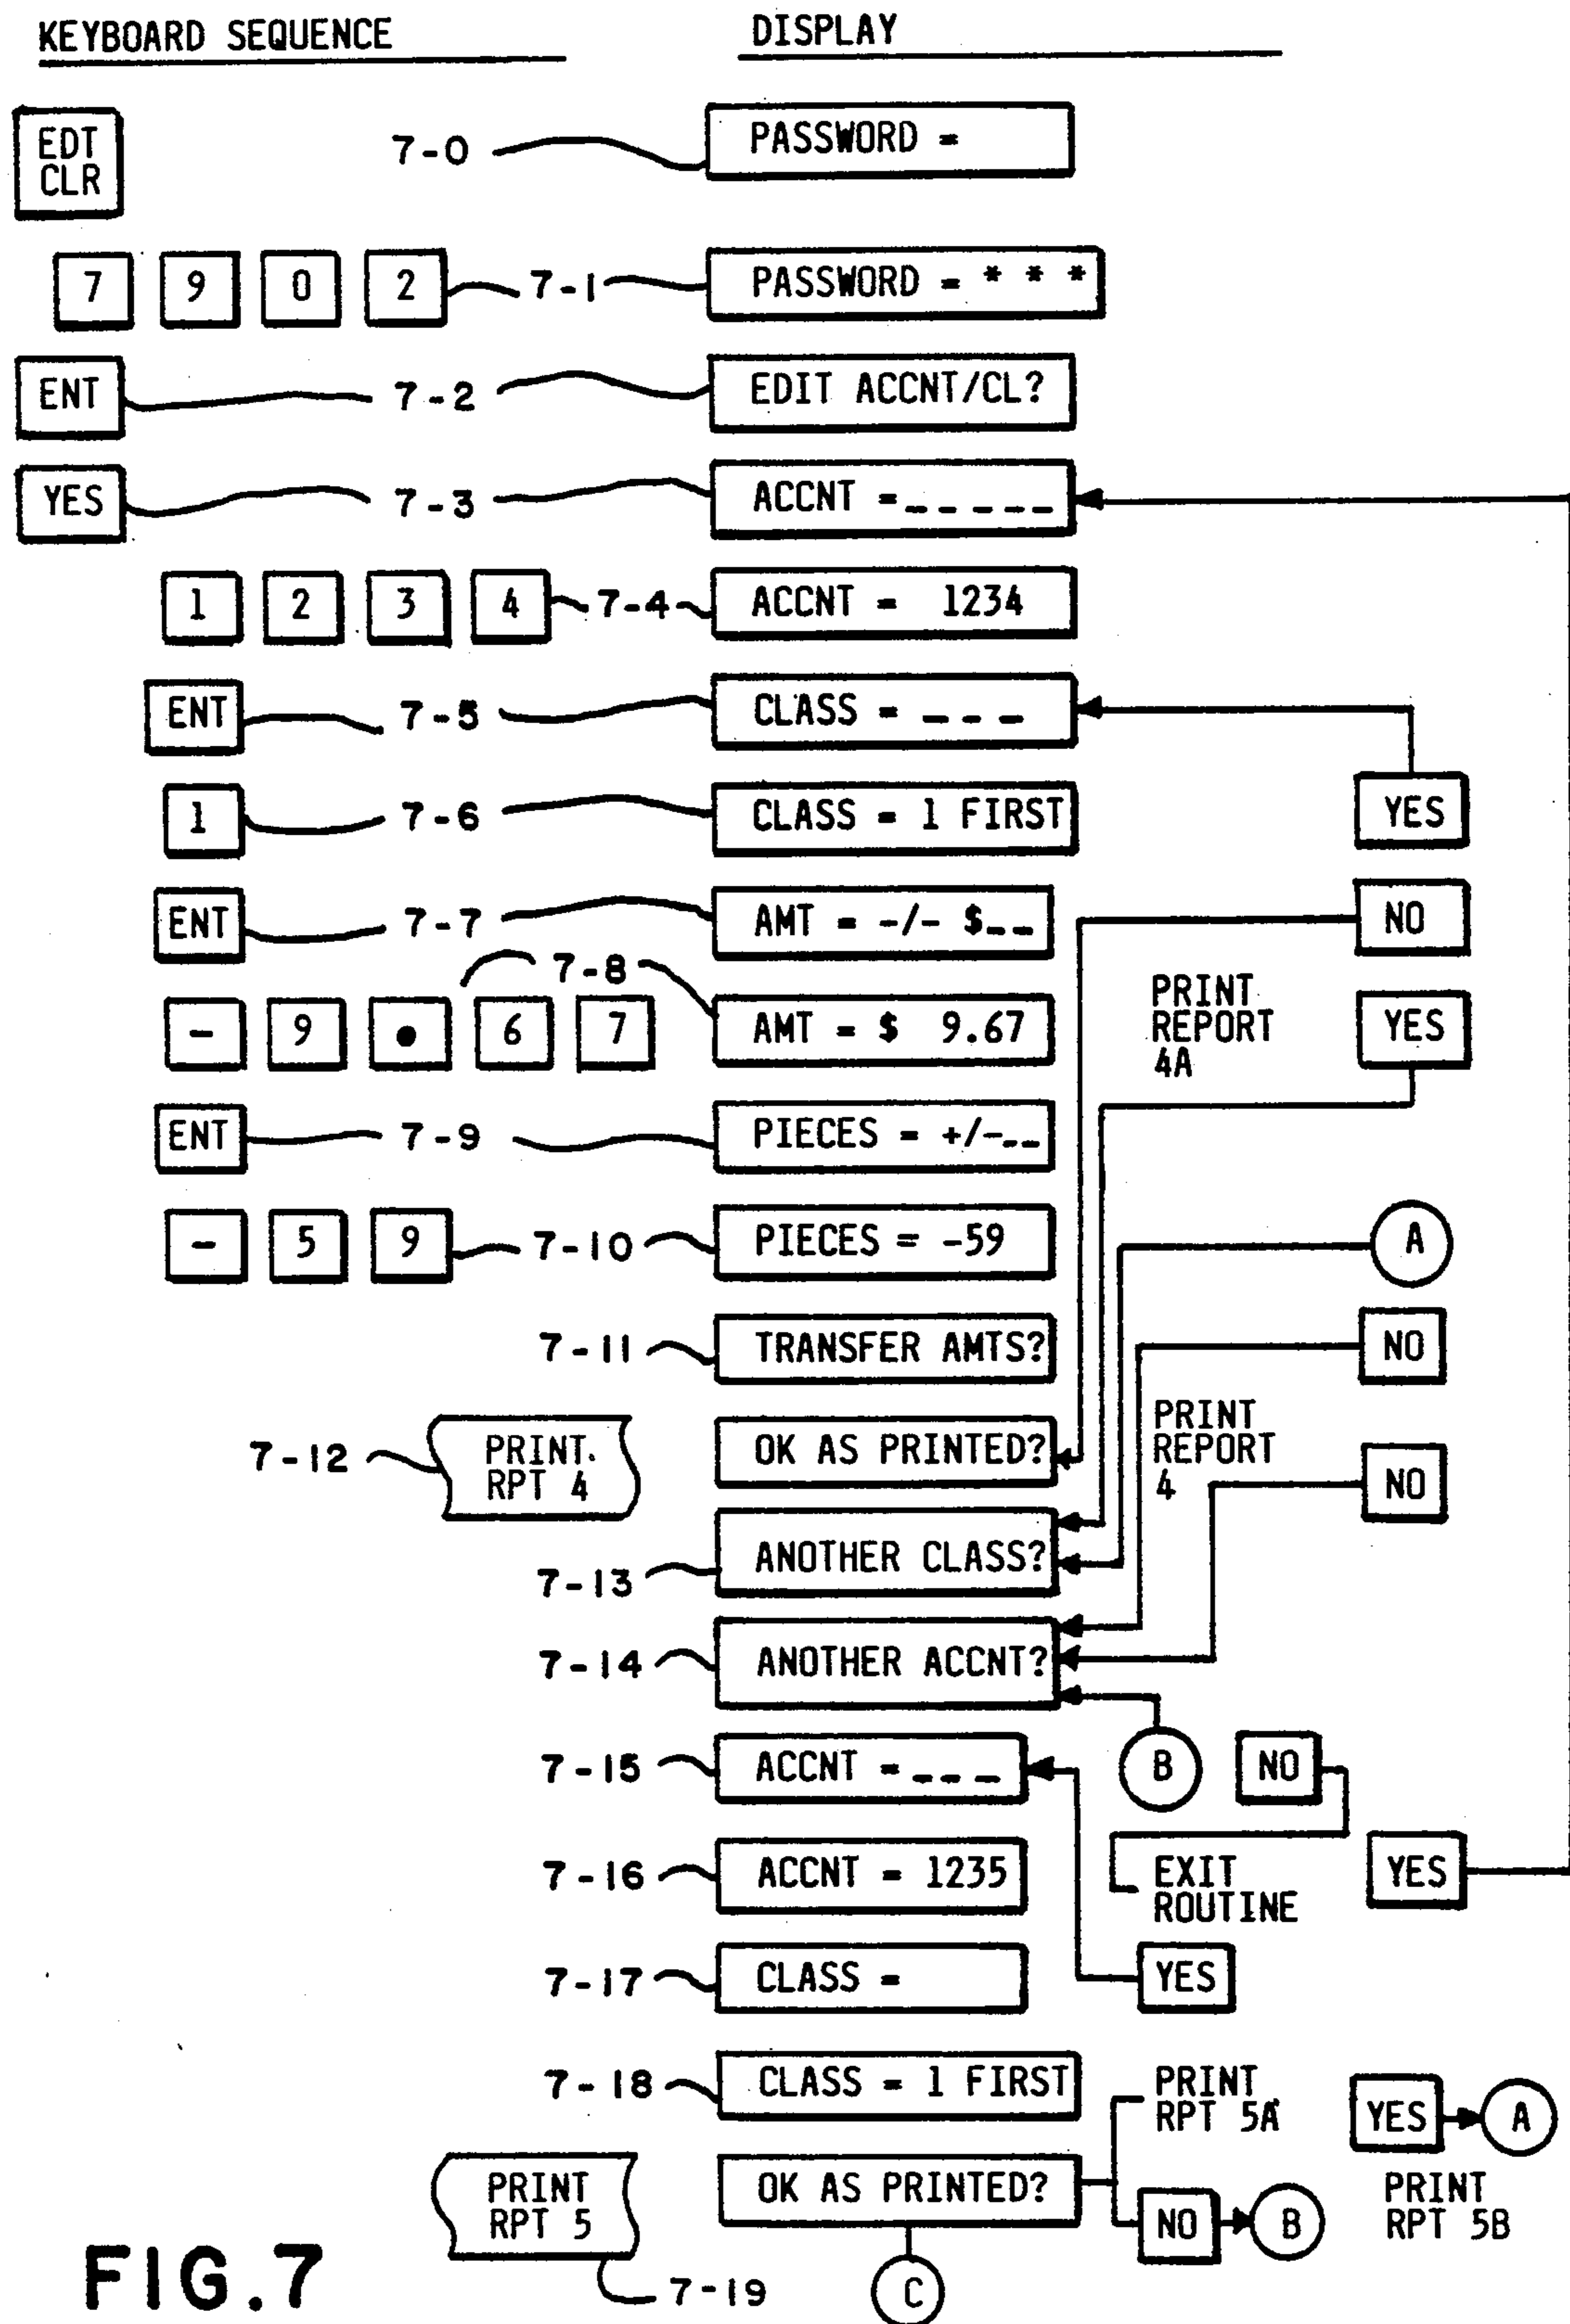 KEYBOARD SEQUENCE DISPLAY
EDT
CLR
7-0 PASSWORD =
7 9 0 2 7-1 PASSWORD = * * *
ENT 7-2 EDIT ACCNT/CL?
YES 7-3 ACCNT = _ _ _ _ _
1 2 3 4 7-4 ACCNT = 1234
ENT 7-5 CLASS = _ _ _
1 7-6 CLASS = 1 FIRST YES
ENT 7-7 AMT = -/- $_ _ NO
- 9 • 6 7 7-8 AMT = $ 9.67
PRINT
REPORT
4A
YES
ENT 7-9 PIECES = +/-_ _
- 5 9 7-10 PIECES = -59 A
7-11 TRANSFER AMTS? NO
7-12 PRINT
RPT 4
OK AS PRINTED?
PRINT
REPORT
4
NO
7-13 ANOTHER CLASS?
7-14 ANOTHER ACCNT?
7-15 ACCNT = _ _ _ B NO
7-16 ACCNT = 1235
EXIT
ROUTINE
YES
7-17 CLASS = YES
7-18 CLASS = 1 FIRST
PRINT
RPT 5A
YES A
PRINT
RPT 5
OK AS PRINTED?
NO B
PRINT
RPT 5B
7-19 C
FIG.7